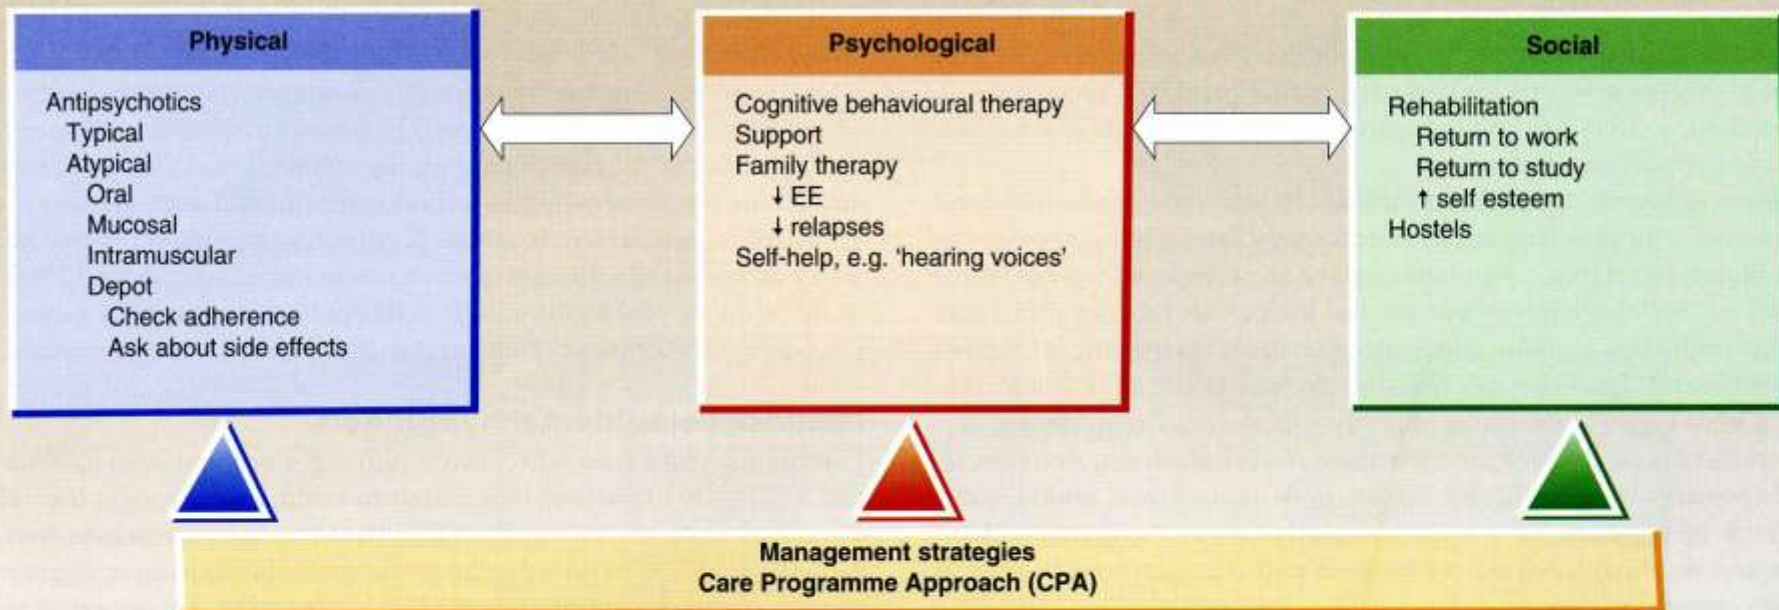 Physical
Antipsychotics
Typical
Atypical
Oral
Mucosal
Intramuscular
Depot
Check adherence
Ask about side effects
Psychological
Cognitive behavioural therapy
Support
Family therapy
↓ EE
↓ relapses
Self-help, e.g. 'hearing voices'
Social
Rehabilitation
Return to work
Return to study
↑ self esteem
Hostels
Management strategies
Care Programme Approach (CPA)